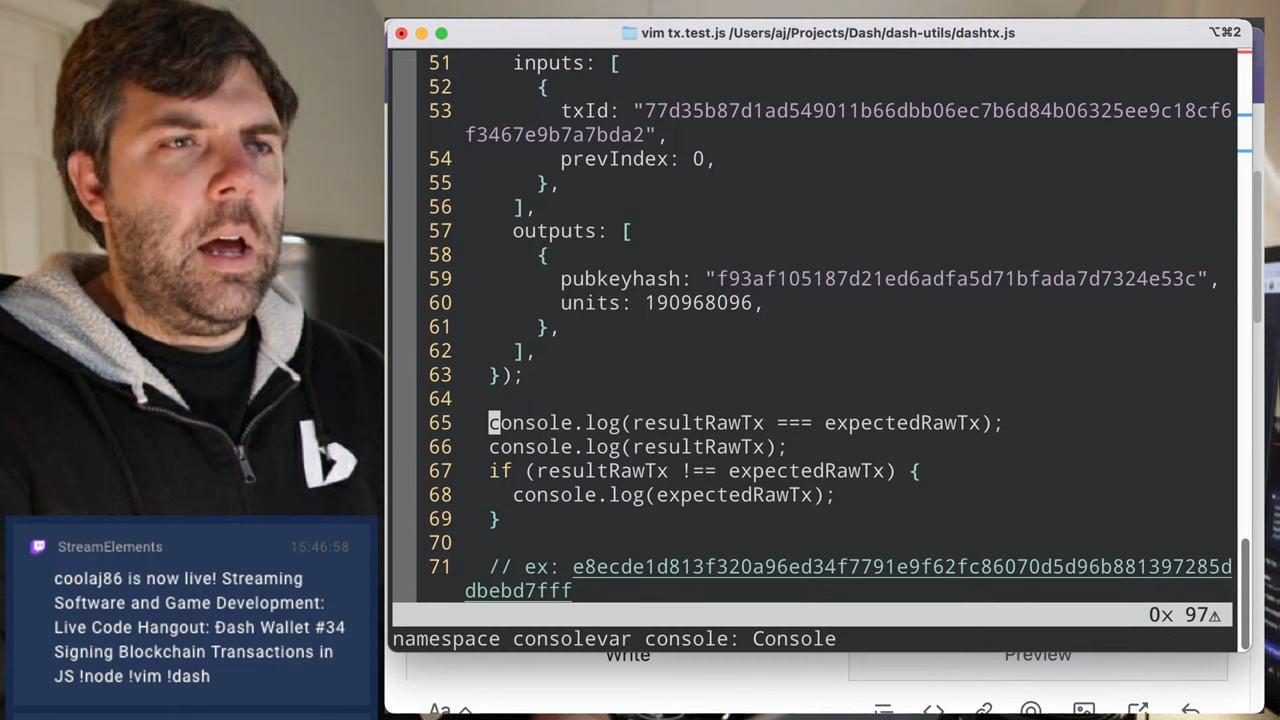 vim tx.test.js /Users/aj/Projects/Dash/dash-utils/dashtx.js
⌥⌘2
51 inputs: [
52 {
53 txId: "77d35b87d1ad549011b66dbb06ec7b6d84b06325ee9c18cf6
f3467e9b7a7bda2",
54 prevIndex: 0,
55 },
56 ],
57 outputs: [
58 {
59 pubkeyhash: "f93af105187d21ed6adfa5d71bfada7d7324e53c",
60 units: 190968096,
61 },
62 ],
63 });
64
65 console.log(resultRawTx === expectedRawTx);
66 console.log(resultRawTx);
67 if (resultRawTx !== expectedRawTx) {
68 console.log(expectedRawTx);
69 }
70
71 // ex: e8ecde1d813f320a96ed34f7791e9f62fc86070d5d96b881397285d
dbebd7fff
0× 97⚠
namespace consolevar console: Console
Write
Preview
Aa
StreamElements 15:46:58
coolaj86 is now live! Streaming
Software and Game Development:
Live Code Hangout: Đash Wallet #34
Signing Blockchain Transactions in
JS !node !vim !dash